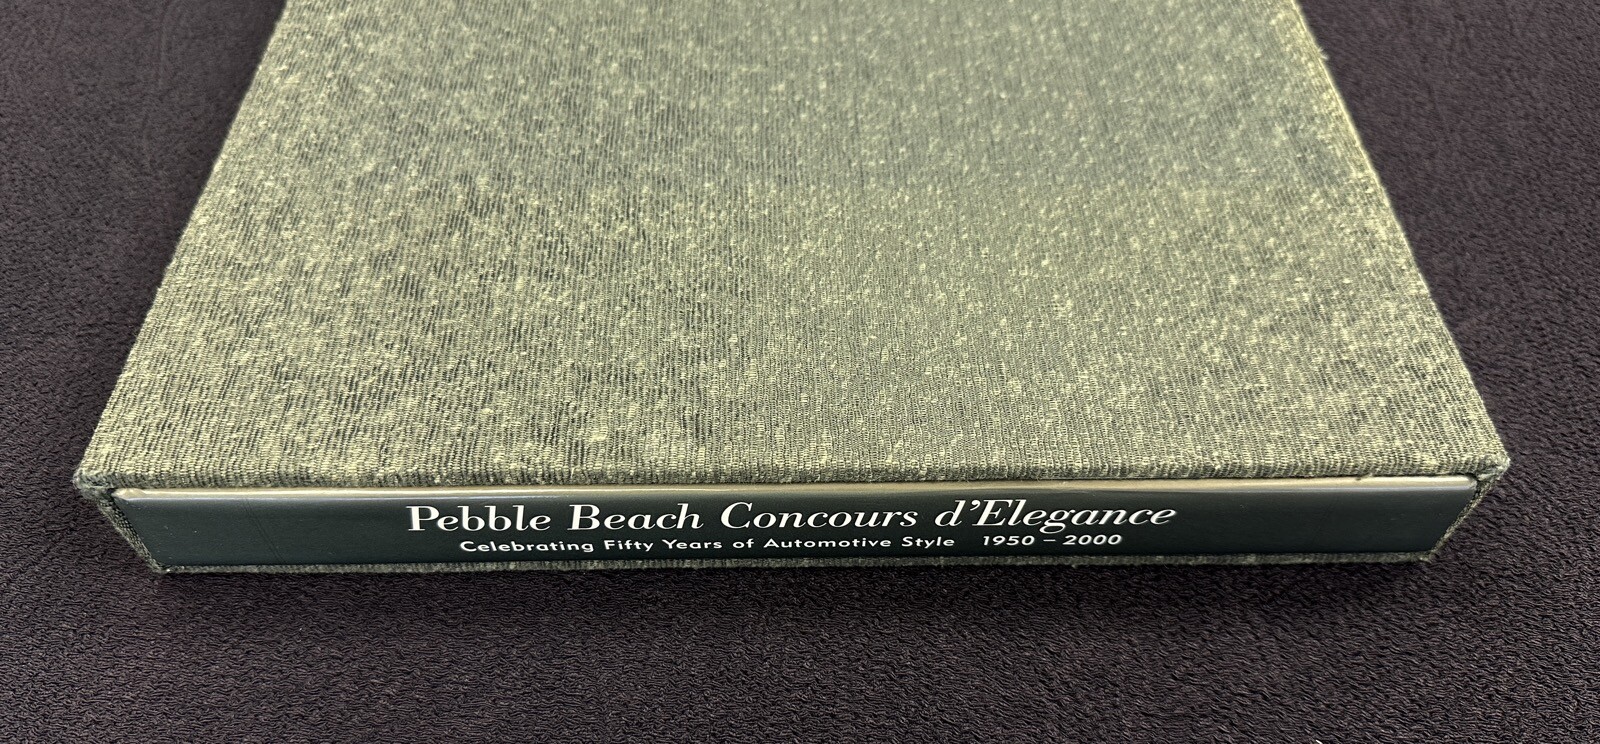 Pebble Beach Concours d'Elegance
Celebrating Fifty Years of Automotive Style 1950 – 2000